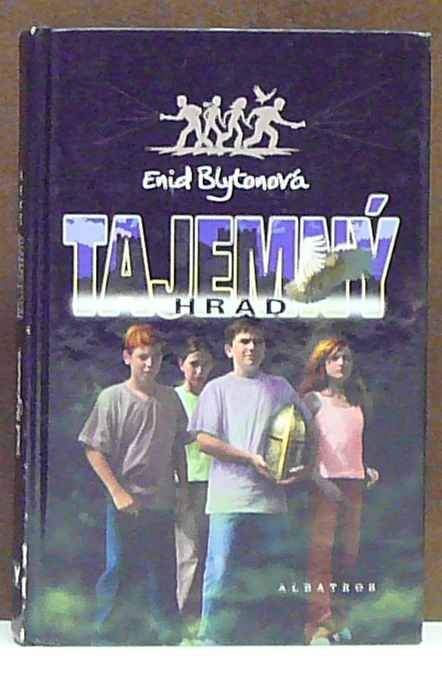 Enid Blytonová
TAJEMNÝ
HRAD
ALBATROS